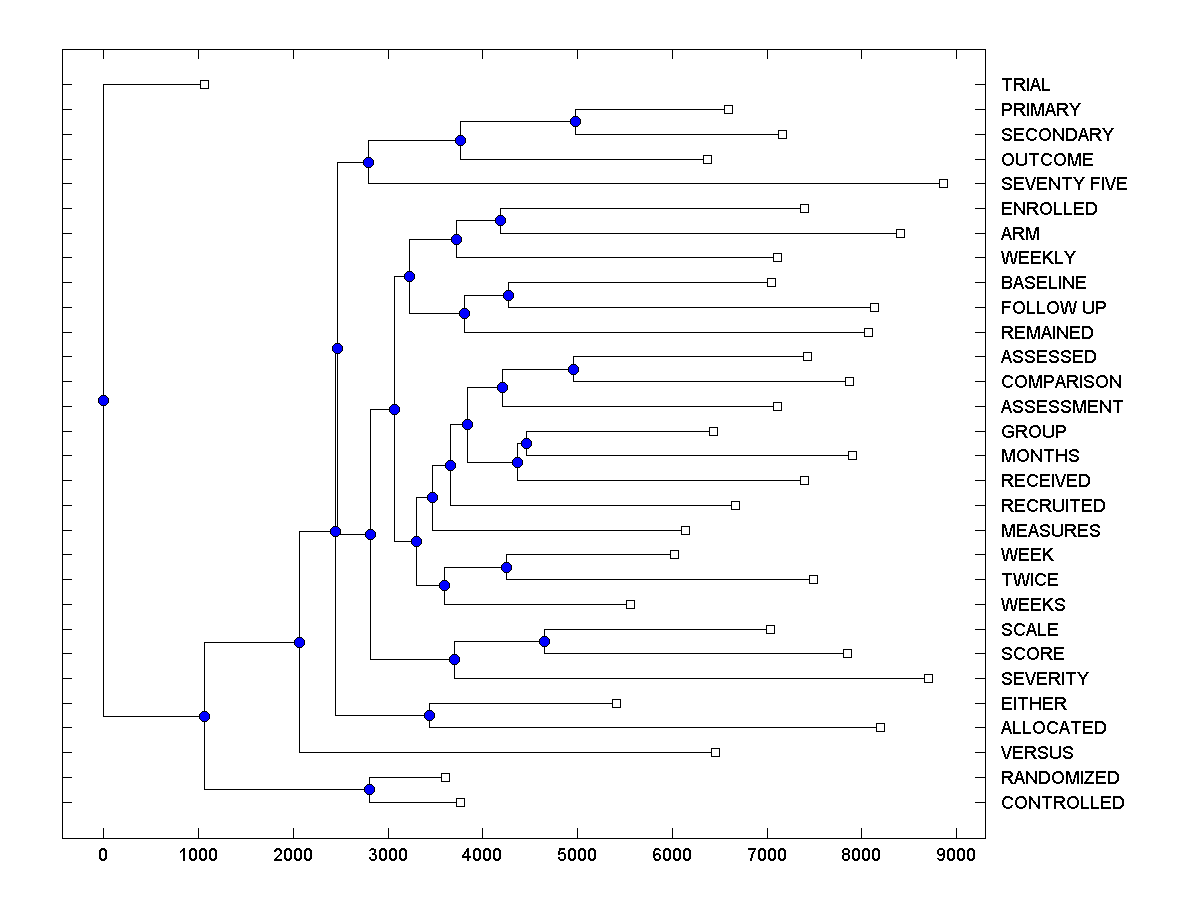 TRIAL
PRIMARY
SECONDARY
OUTCOME
SEVENTY FIVE
ENROLLED
ARM
WEEKLY
BASELINE
FOLLOW UP
REMAINED
ASSESSED
COMPARISON
ASSESSMENT
GROUP
MONTHS
RECEIVED
RECRUITED
MEASURES
WEEK
TWICE
WEEKS
SCALE
SCORE
SEVERITY
EITHER
ALLOCATED
VERSUS
RANDOMIZED
CONTROLLED
0 1000 2000 3000 4000 5000 6000 7000 8000 9000